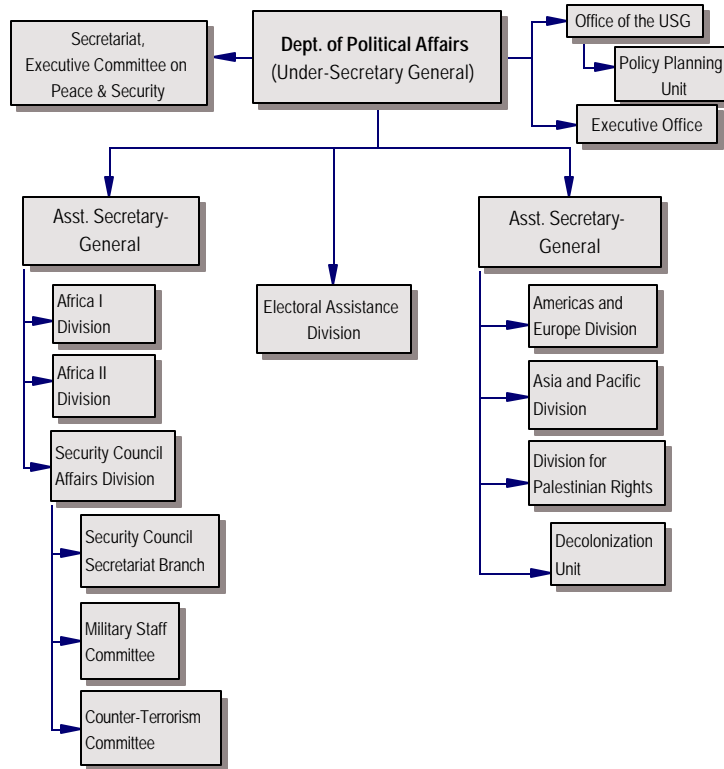 Secretariat,
Executive Committee on
Peace & Security
Dept. of Political Affairs
(Under-Secretary General)
Office of the USG
Policy Planning
Unit
Executive Office
Asst. Secretary-
General
Africa I
Division
Africa II
Division
Security Council
Affairs Division
Security Council
Secretariat Branch
Military Staff
Committee
Counter-Terrorism
Committee
Electoral Assistance
Division
Asst. Secretary-
General
Americas and
Europe Division
Asia and Pacific
Division
Division for
Palestinian Rights
Decolonization
Unit